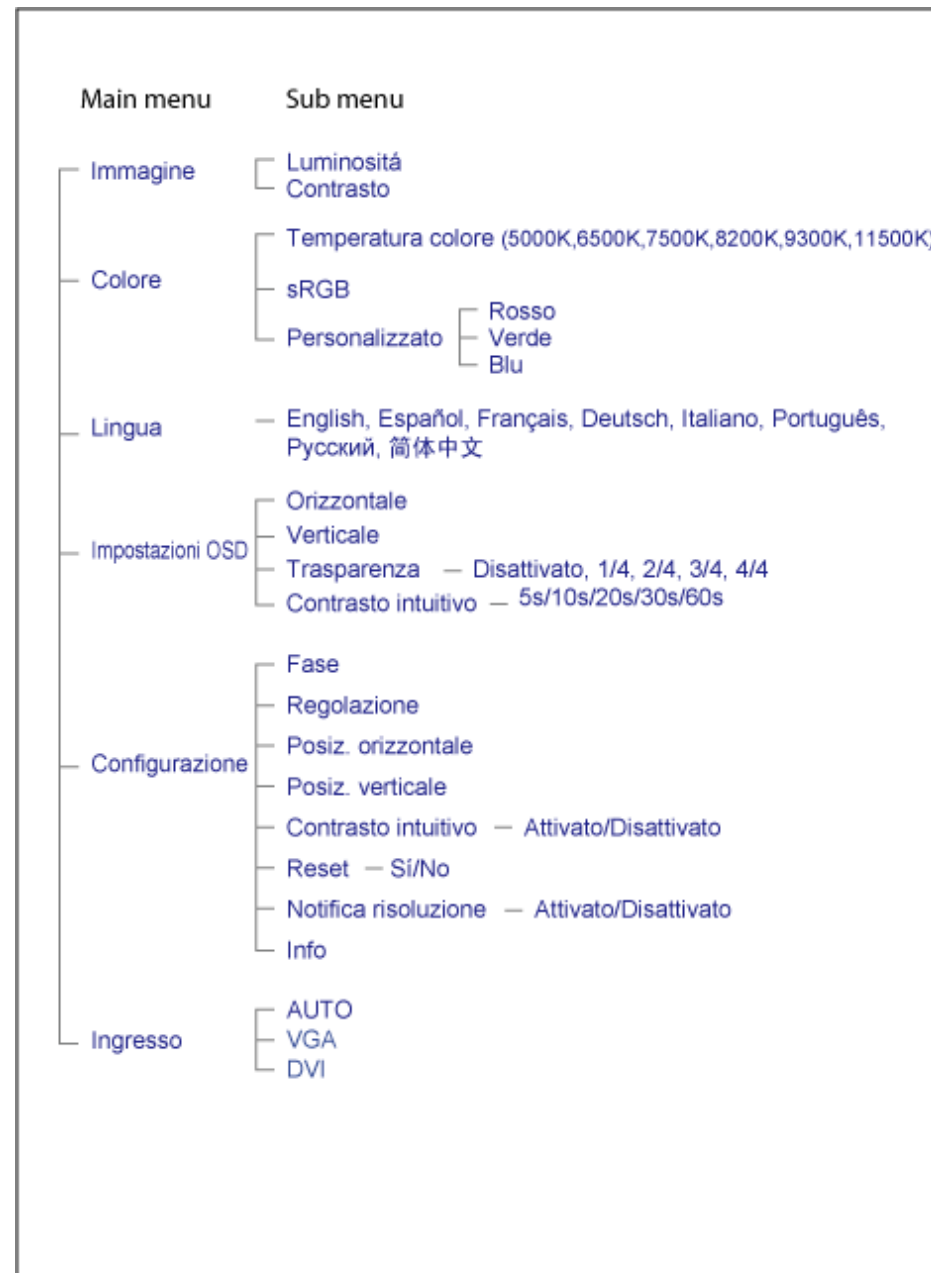 Main menu Sub menu
Immagine
Luminositá
Contrasto
Colore
Temperatura colore (5000K,6500K,7500K,8200K,9300K,11500K)
sRGB
Personalizzato
Rosso
Verde
Blu
Lingua
English, Español, Français, Deutsch, Italiano, Português,
Русский, 简体中文
Impostazioni OSD
Orizzontale
Verticale
Trasparenza — Disattivato, 1/4, 2/4, 3/4, 4/4
Contrasto intuitivo — 5s/10s/20s/30s/60s
Configurazione
Fase
Regolazione
Posiz. orizzontale
Posiz. verticale
Contrasto intuitivo — Attivato/Disattivato
Reset — Sí/No
Notifica risoluzione — Attivato/Disattivato
Info
Ingresso
AUTO
VGA
DVI